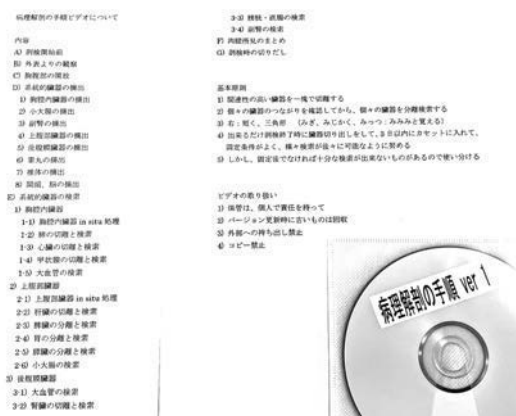 病理解剖の手順ビデオについて
内容
A) 剖検開始前
B) 外表よりの観察
C) 胸腹部の開放
D) 系統的臓器の摘出
1) 胸腔内臓器の摘出
2) 小大腸の摘出
3) 副腎の摘出
4) 上腹部臓器の摘出
5) 後腹膜臓器の摘出
6) 睾丸の摘出
7) 椎体の摘出
8) 開頭、脳の摘出
E) 系統的臓器の検索
1) 胸腔内臓器
1-1) 胸腔内臓器 in situ 処理
1-2) 肺の切離と検索
1-3) 心臓の切離と検索
1-4) 甲状腺の切離と検索
1-5) 大血管の検索
2) 上腹部臓器
2-1) 上腹部臓器 in situ 処理
2-2) 肝臓の切離と検索
2-3) 脾臓の分離と検索
2-4) 胃の分離と検索
2-5) 膵臓の分離と検索
2-6) 小大腸の検索
3) 後腹膜臓器
3-1) 大血管の検索
3-2) 腎臓の切離と検索
3-3) 膀胱・直腸の検索
3-4) 副腎の検索
F) 肉眼所見のまとめ
G) 剖検時の切りだし
基本原則
1) 関連性の高い臓器を一塊で切離する
2) 個々の臓器のつながりを確認してから、個々の臓器を分離検索する
3) 右：短く、三角形 （みぎ、みじかく、みっつ：みみみと覚える）
4) 出来るだけ剖検終了時に臓器切り出しをして、3日以内にカセットに入れて、
固定条件がよく、種々検索が後々に可能なように努める
5) しかし、固定後でなければ十分な検索が出来ないものがあるので使い分ける
ビデオの取り扱い
1) 保管は、個人で責任を持って
2) バージョン更新時に古いものは回収
3) 外部への持ち出し禁止
4) コピー禁止
病理解剖の手順 ver 1